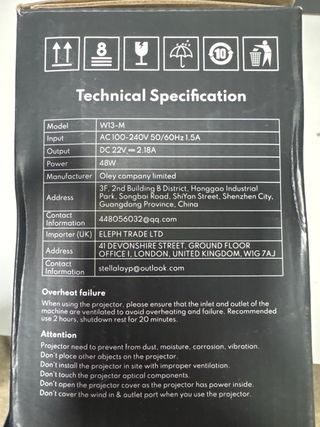 8
10
Technical Specification
Model W13-M
Input AC 100-240V 50/60Hz 1.5A
Output DC 22V⎓2.18A
Power 48W
Manufacturer Oley company limited
Address 3F, 2nd Building B District, Honggao Industrial
Park, Songbai Road, ShiYan Street, Shenzhen City,
Guangdong Province, China
Contact Information 448056032@qq.com
Importer (UK) ELEPH TRADE LTD
Address 41 DEVONSHIRE STREET, GROUND FLOOR
OFFICE 1, LONDON, UNITED KINGDOM, W1G 7AJ
Contact Information stellalayp@outlook.com
Overheat failure
When using the projector, please ensure that the inlet and outlet of the
machine are ventilated to avoid overheating and failure. Recommended
use 2 hours, shutdown rest for 20 minutes.
Attention
Projector need to prevent from dust, moisture, corrosion, vibration.
Don't place other objects on the projector.
Don't install the projector in site with improper ventilation.
Don't touch the projector optical components.
Don't open the projector cover as the projector has power inside.
Don't cover the wind in & outlet port when you use the projector.